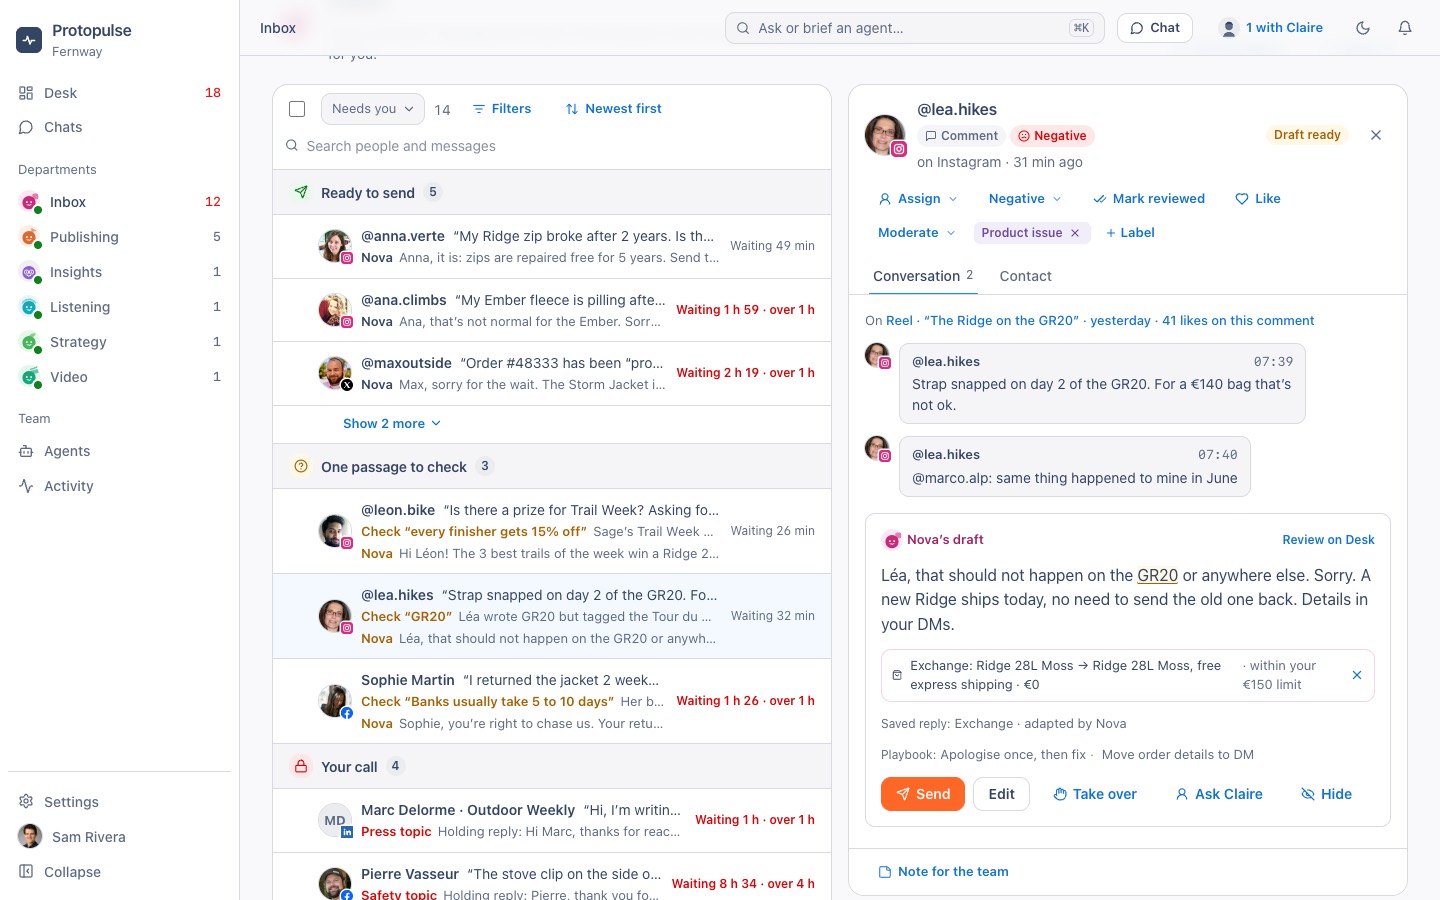 Protopulse
Fernway
Desk 18
Chats
Departments
Inbox 12
Publishing 5
Insights 1
Listening 1
Strategy 1
Video 1
Team
Agents
Activity
Settings
Sam Rivera
Collapse
Inbox
Ask or brief an agent… ⌘K
Chat
1 with Claire
for you.
Needs you 14 Filters Newest first
Search people and messages
Ready to send 5
@anna.verte “My Ridge zip broke after 2 years. Is th…
Nova Anna, it is: zips are repaired free for 5 years. Send t…
Waiting 49 min
@ana.climbs “My Ember fleece is pilling afte…
Nova Ana, that’s not normal for the Ember. Sorr…
Waiting 1 h 59 · over 1 h
@maxoutside “Order #48333 has been “pro…
Nova Max, sorry for the wait. The Storm Jacket i…
Waiting 2 h 19 · over 1 h
Show 2 more
One passage to check 3
@leon.bike “Is there a prize for Trail Week? Asking fo…
Check “every finisher gets 15% off” Sage’s Trail Week …
Nova Hi Léon! The 3 best trails of the week win a Ridge 2…
Waiting 26 min
@lea.hikes “Strap snapped on day 2 of the GR20. Fo…
Check “GR20” Léa wrote GR20 but tagged the Tour du …
Nova Léa, that should not happen on the GR20 or anywh…
Waiting 32 min
Sophie Martin “I returned the jacket 2 week…
Check “Banks usually take 5 to 10 days” Her b…
Nova Sophie, you’re right to chase us. Your retu…
Waiting 1 h 26 · over 1 h
Your call 4
MD
Marc Delorme · Outdoor Weekly “Hi, I’m writin…
Press topic Holding reply: Hi Marc, thanks for reac…
Waiting 1 h · over 1 h
Pierre Vasseur “The stove clip on the side o…
Safety topic Holding reply: Pierre, thank you fo…
Waiting 8 h 34 · over 4 h
@lea.hikes
Comment Negative
on Instagram · 31 min ago
Draft ready
Assign Negative Mark reviewed Like
Moderate Product issue + Label
Conversation 2 Contact
On Reel · “The Ridge on the GR20” · yesterday · 41 likes on this comment
@lea.hikes 07:39
Strap snapped on day 2 of the GR20. For a €140 bag that’s
not ok.
@lea.hikes 07:40
@marco.alp: same thing happened to mine in June
Nova’s draft Review on Desk
Léa, that should not happen on the GR20 or anywhere else. Sorry. A
new Ridge ships today, no need to send the old one back. Details in
your DMs.
Exchange: Ridge 28L Moss → Ridge 28L Moss, free
express shipping · €0
· within your
€150 limit
Saved reply: Exchange · adapted by Nova
Playbook: Apologise once, then fix · Move order details to DM
Send Edit Take over Ask Claire Hide
Note for the team